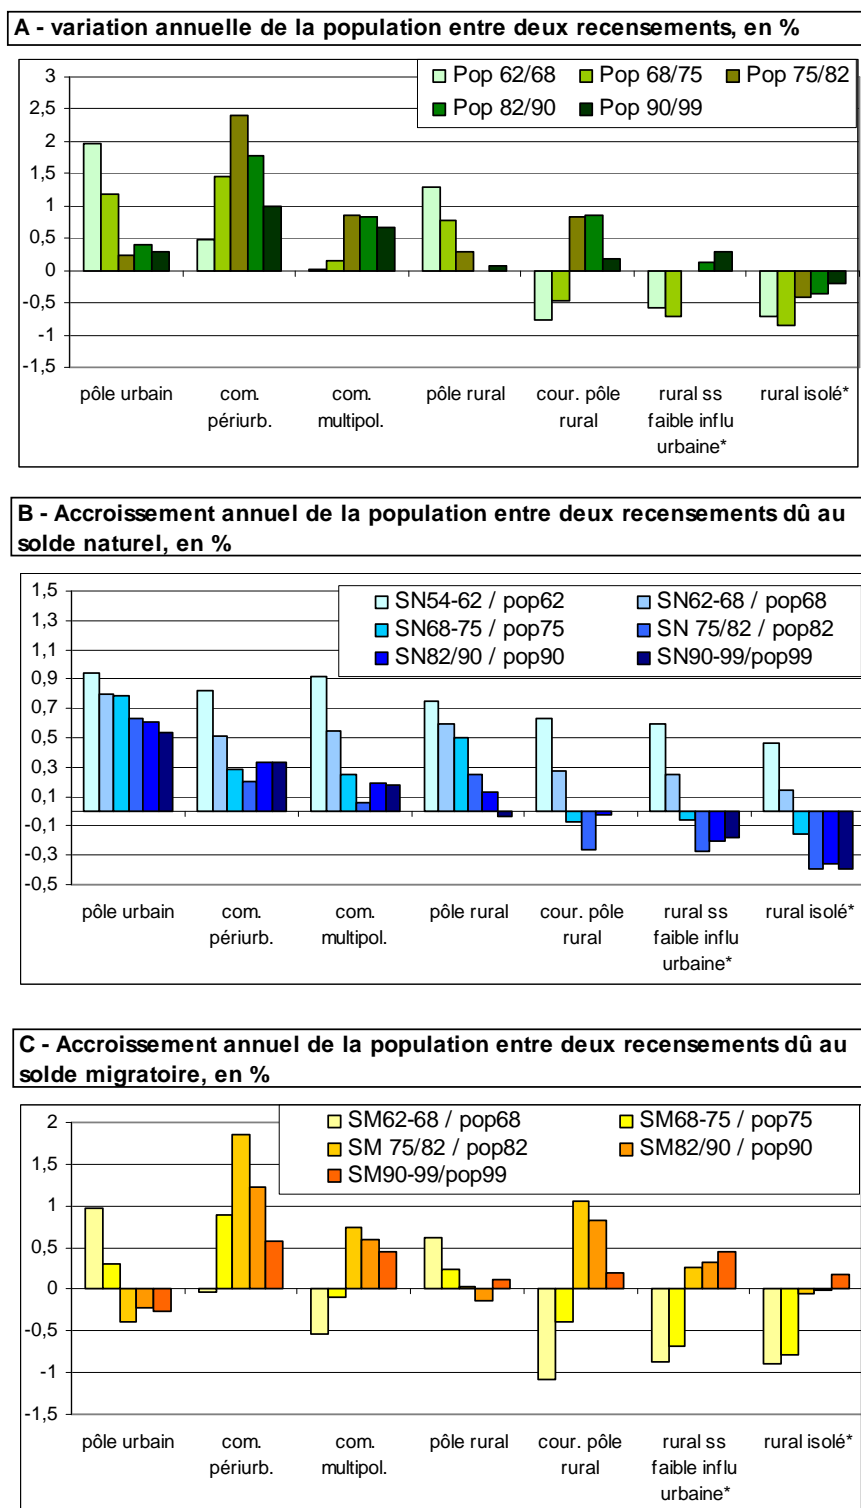 A - variation annuelle de la population entre deux recensements, en %
Pop 62/68 Pop 68/75 Pop 75/82
Pop 82/90 Pop 90/99
3
2,5
2
1,5
1
0,5
0
-0,5
-1
-1,5
pôle urbain com. périurb. com. multipol. pôle rural cour. pôle rural rural ss faible influ urbaine* rural isolé*
B - Accroissement annuel de la population entre deux recensements dû au
solde naturel, en %
SN54-62 / pop62 SN62-68 / pop68
SN68-75 / pop75 SN 75/82 / pop82
SN82/90 / pop90 SN90-99/pop99
1,5
1,3
1,1
0,9
0,7
0,5
0,3
0,1
-0,1
-0,3
-0,5
pôle urbain com. périurb. com. multipol. pôle rural cour. pôle rural rural ss faible influ urbaine* rural isolé*
C - Accroissement annuel de la population entre deux recensements dû au
solde migratoire, en %
SM62-68 / pop68 SM68-75 / pop75
SM 75/82 / pop82 SM82/90 / pop90
SM90-99/pop99
2
1,5
1
0,5
0
-0,5
-1
-1,5
pôle urbain com. périurb. com. multipol. pôle rural cour. pôle rural rural ss faible influ urbaine* rural isolé*